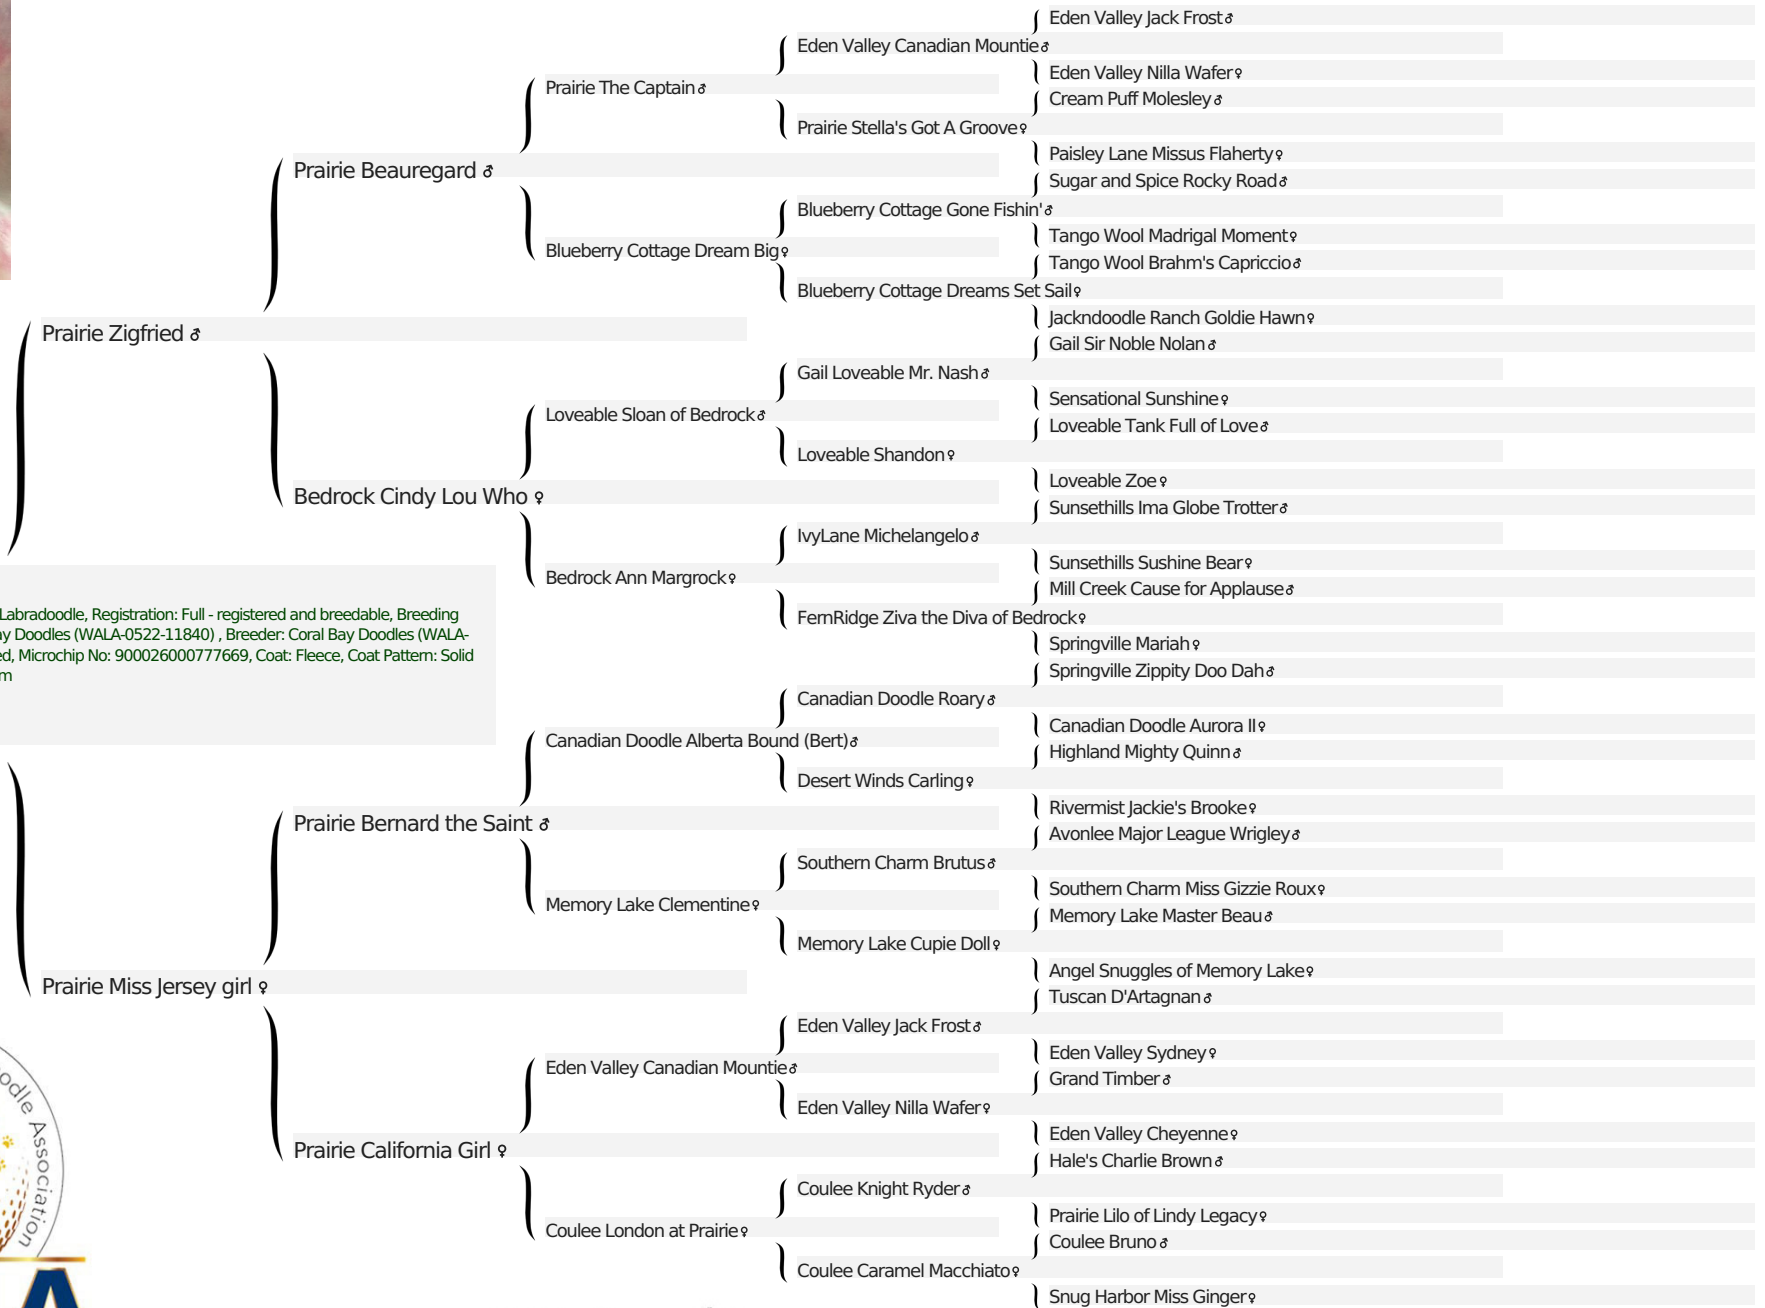 Eden Valley Jack Frost♂
Eden Valley Canadian Mountie♂
Eden Valley Nilla Wafer♀
Prairie The Captain♂
Cream Puff Molesley♂
Prairie Stella's Got A Groove♀
Paisley Lane Missus Flaherty♀
Prairie Beauregard ♂
Sugar and Spice Rocky Road♂
Blueberry Cottage Gone Fishin'♂
Tango Wool Madrigal Moment♀
Blueberry Cottage Dream Big♀
Tango Wool Brahm's Capriccio♂
Blueberry Cottage Dreams Set Sail♀
Jackndoodle Ranch Goldie Hawn♀
Prairie Zigfried ♂
Gail Sir Noble Nolan♂
Gail Loveable Mr. Nash♂
Sensational Sunshine♀
Loveable Sloan of Bedrock♂
Loveable Tank Full of Love♂
Loveable Shandon♀
Loveable Zoe♀
Bedrock Cindy Lou Who ♀
Sunsethills Ima Globe Trotter♂
IvyLane Michelangelo♂
Sunsethills Sushine Bear♀
Bedrock Ann Margrock♀
Mill Creek Cause for Applause♂
FernRidge Ziva the Diva of Bedrock♀
Springville Mariah♀
Labradoodle, Registration: Full - registered and breedable, Breeding
ay Doodles (WALA-0522-11840) , Breeder: Coral Bay Doodles (WALA-
ed, Microchip No: 900026000777669, Coat: Fleece, Coat Pattern: Solid
m
Springville Zippity Doo Dah♂
Canadian Doodle Roary♂
Canadian Doodle Aurora II♀
Canadian Doodle Alberta Bound (Bert)♂
Highland Mighty Quinn♂
Desert Winds Carling♀
Rivermist Jackie's Brooke♀
Prairie Bernard the Saint ♂
Avonlee Major League Wrigley♂
Southern Charm Brutus♂
Southern Charm Miss Gizzie Roux♀
Memory Lake Clementine♀
Memory Lake Master Beau♂
Memory Lake Cupie Doll♀
Angel Snuggles of Memory Lake♀
Prairie Miss Jersey girl ♀
Tuscan D'Artagnan♂
Eden Valley Jack Frost♂
Eden Valley Sydney♀
Eden Valley Canadian Mountie♂
Grand Timber♂
Eden Valley Nilla Wafer♀
Eden Valley Cheyenne♀
Prairie California Girl ♀
Hale's Charlie Brown♂
Coulee Knight Ryder♂
Prairie Lilo of Lindy Legacy♀
Coulee London at Prairie♀
Coulee Bruno♂
Coulee Caramel Macchiato♀
Snug Harbor Miss Ginger♀
odle Association
A